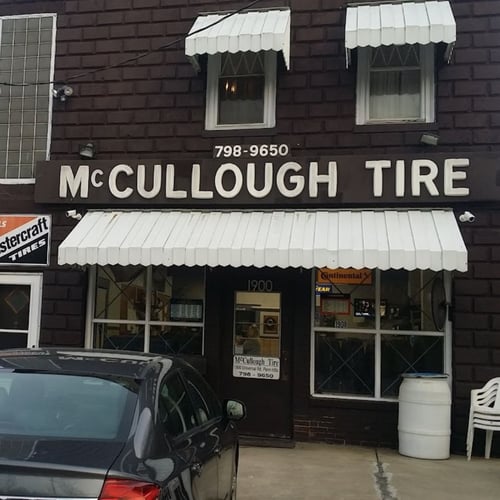 798-9650
McCULLOUGH TIRE
stercraft
TIRES
Continental
1900
McCullough Tire
798-9650